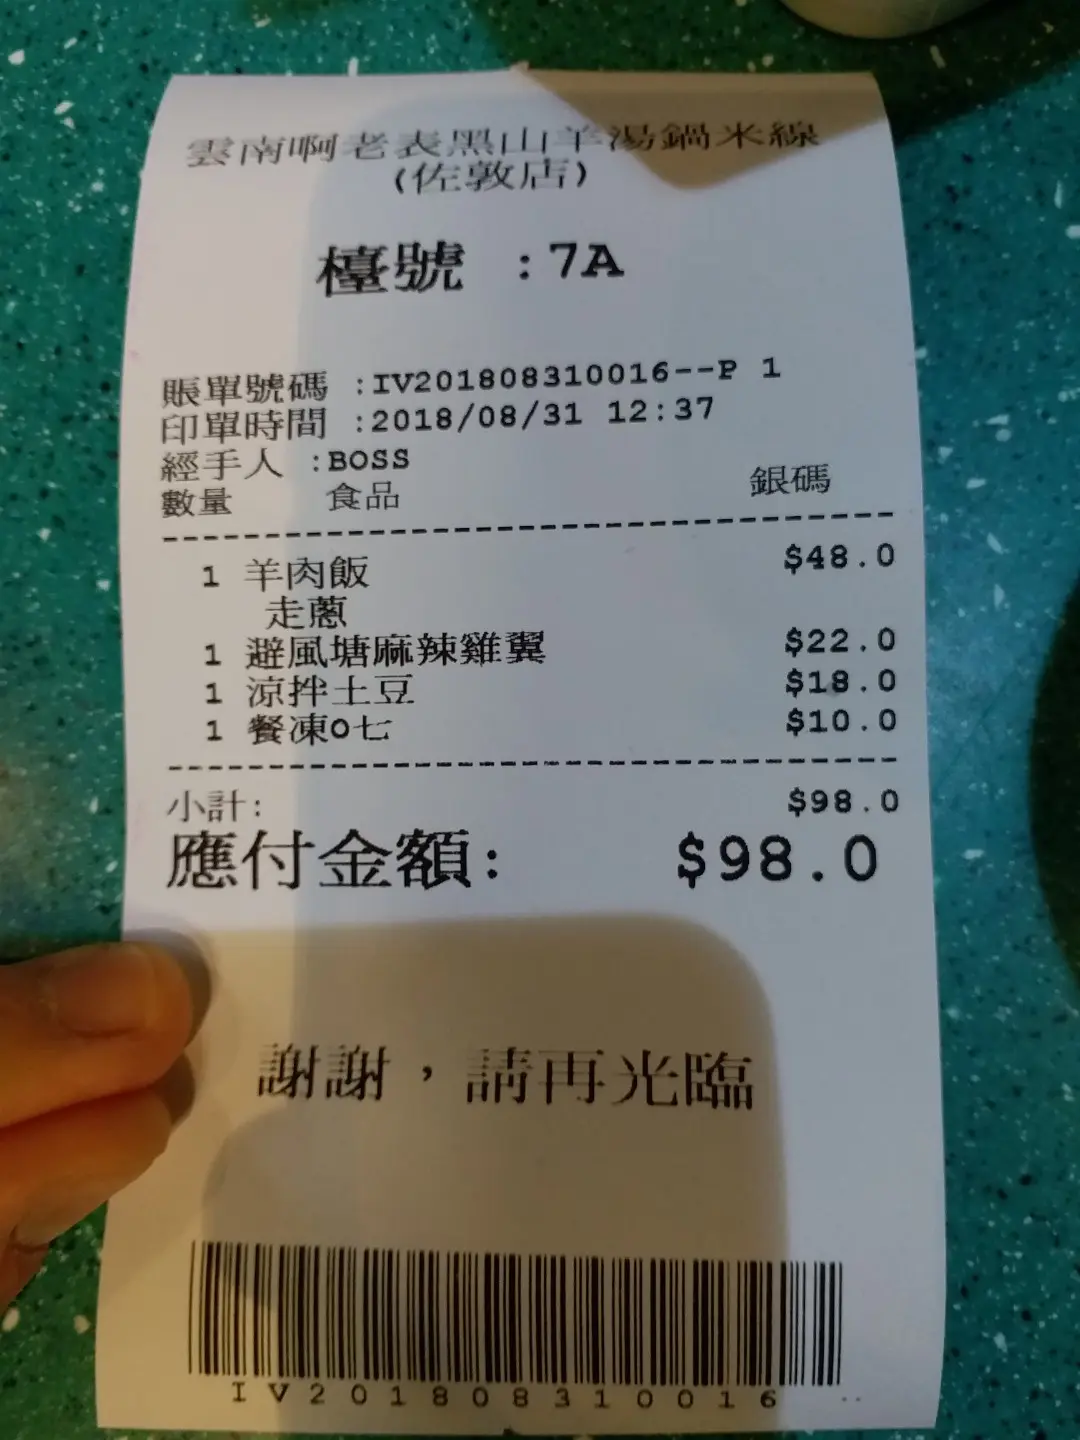 雲南啊老表黑山羊湯鍋米線
(佐敦店)
檯號 :7A
賬單號碼 :IV201808310016--P 1
印單時間 :2018/08/31 12:37
經手人 :BOSS
數量 食品 銀碼
1 羊肉飯 $48.0
走蔥
1 避風塘麻辣雞翼 $22.0
1 涼拌土豆 $18.0
1 餐凍O七 $10.0
小計: $98.0
應付金額: $98.0
謝謝，請再光臨
IV201808310016